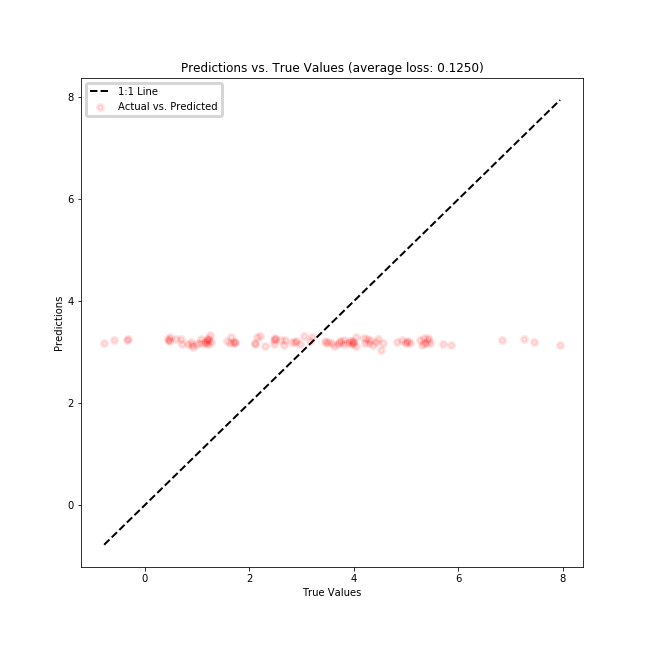 Predictions vs. True Values (average loss: 0.1250)
1:1 Line
Actual vs. Predicted
8
6
4
2
0
Predictions
0 2 4 6 8
True Values